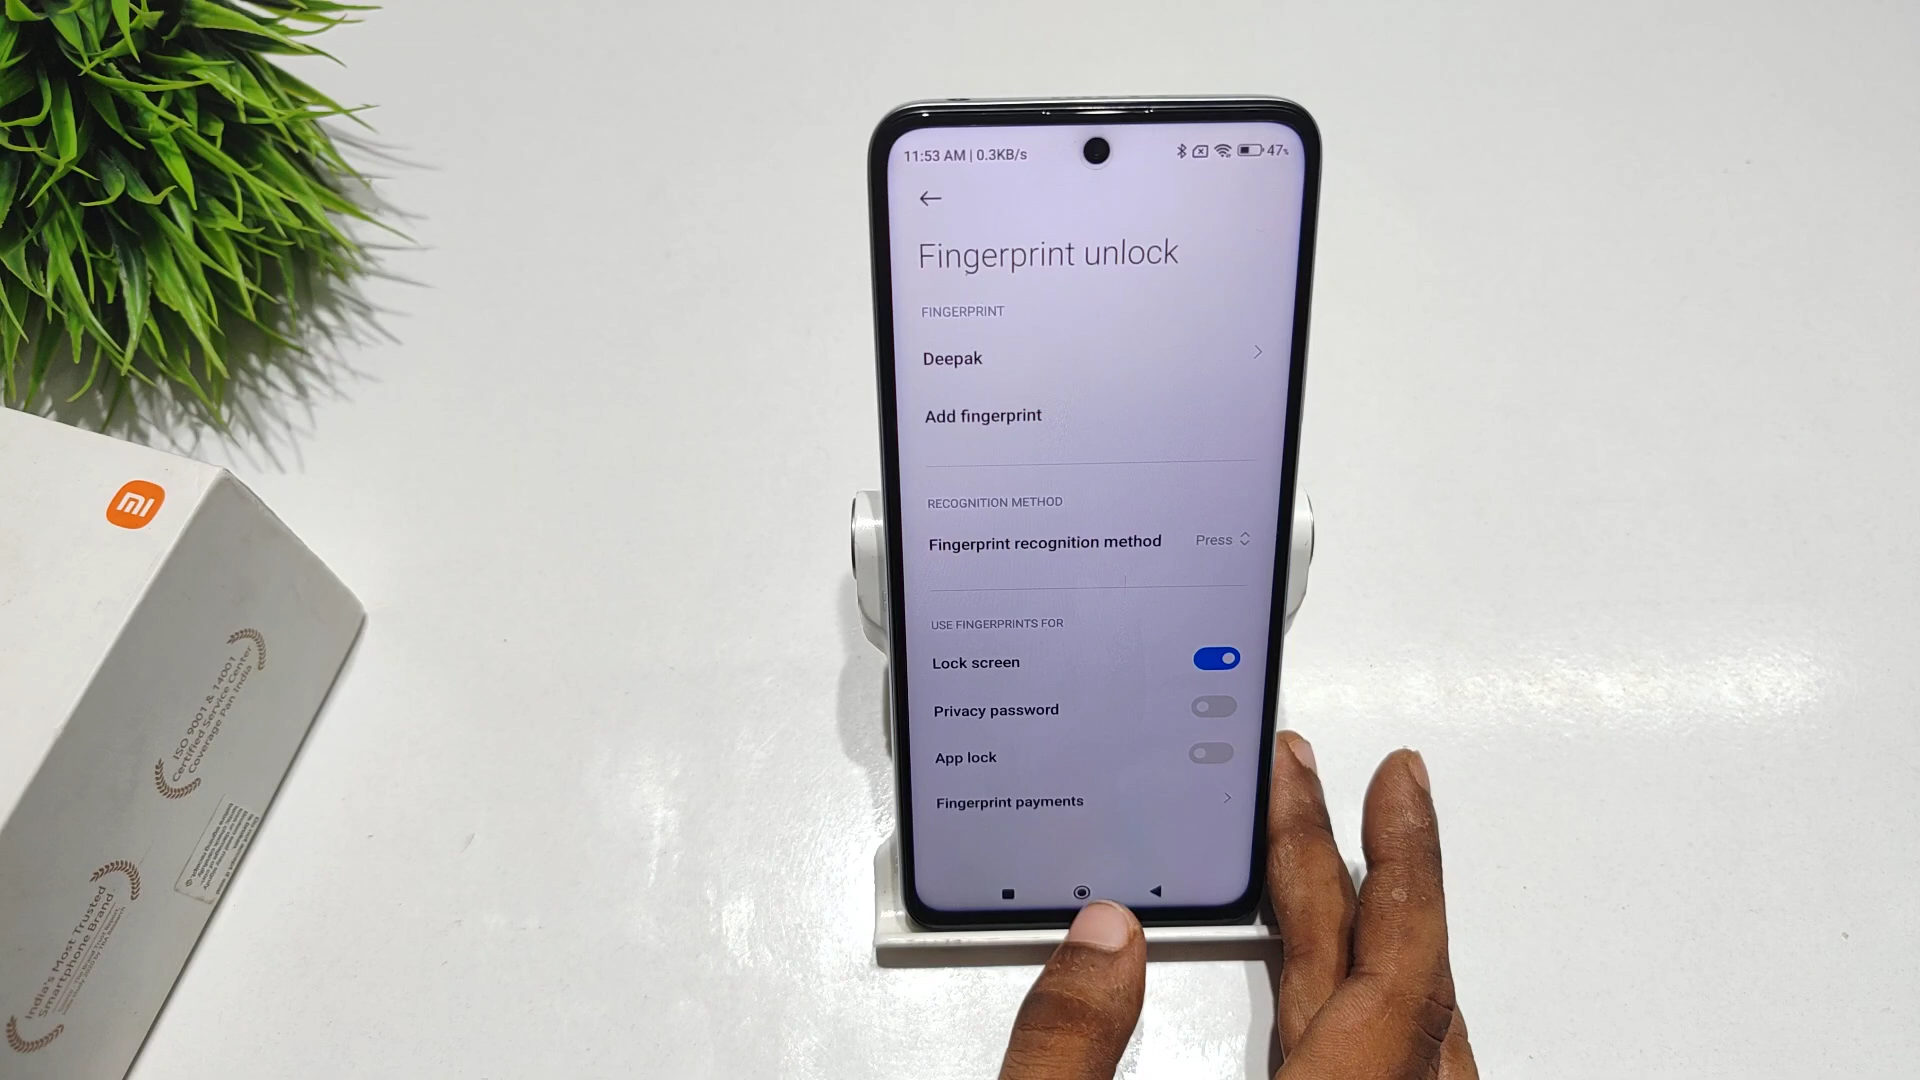 11:53 AM | 0.3KB/s
47%
Fingerprint unlock
FINGERPRINT
Deepak
Add fingerprint
RECOGNITION METHOD
Fingerprint recognition method
Press
USE FINGERPRINTS FOR
Lock screen
Privacy password
App lock
Fingerprint payments
mi
ISO 9001 & 14001
Certified Service Center
Coverage Pan India
India's Most Trusted
Smartphone Brand